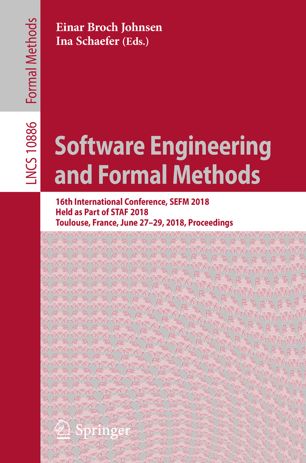 Einar Broch Johnsen
Ina Schaefer (Eds.)
LNCS 10886
Formal Methods
Software Engineering
and Formal Methods
16th International Conference, SEFM 2018
Held as Part of STAF 2018
Toulouse, France, June 27–29, 2018, Proceedings
Springer